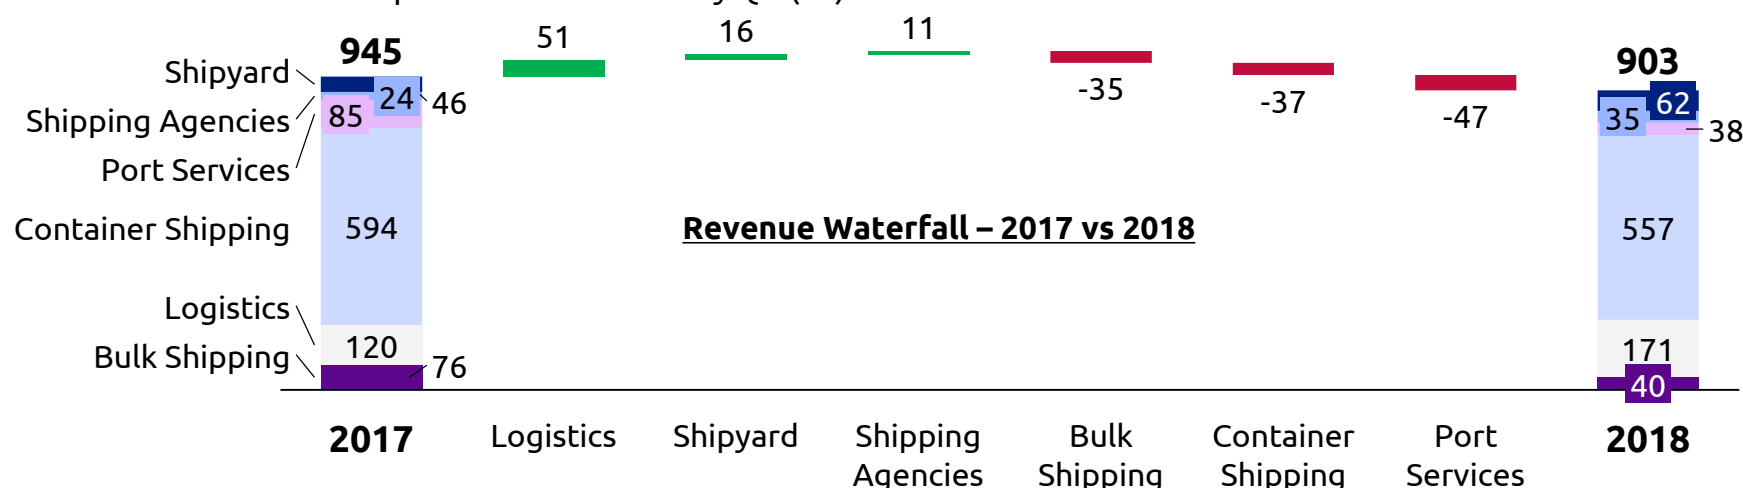 945
51
16
11
903
Shipyard
24
46
-35
-37
-47
62
Shipping Agencies
85
35
38
Port Services
Container Shipping
594
Revenue Waterfall – 2017 vs 2018
557
Logistics
120
171
Bulk Shipping
76
40
2017
Logistics
Shipyard
Shipping
Agencies
Bulk
Shipping
Container
Shipping
Port
Services
2018